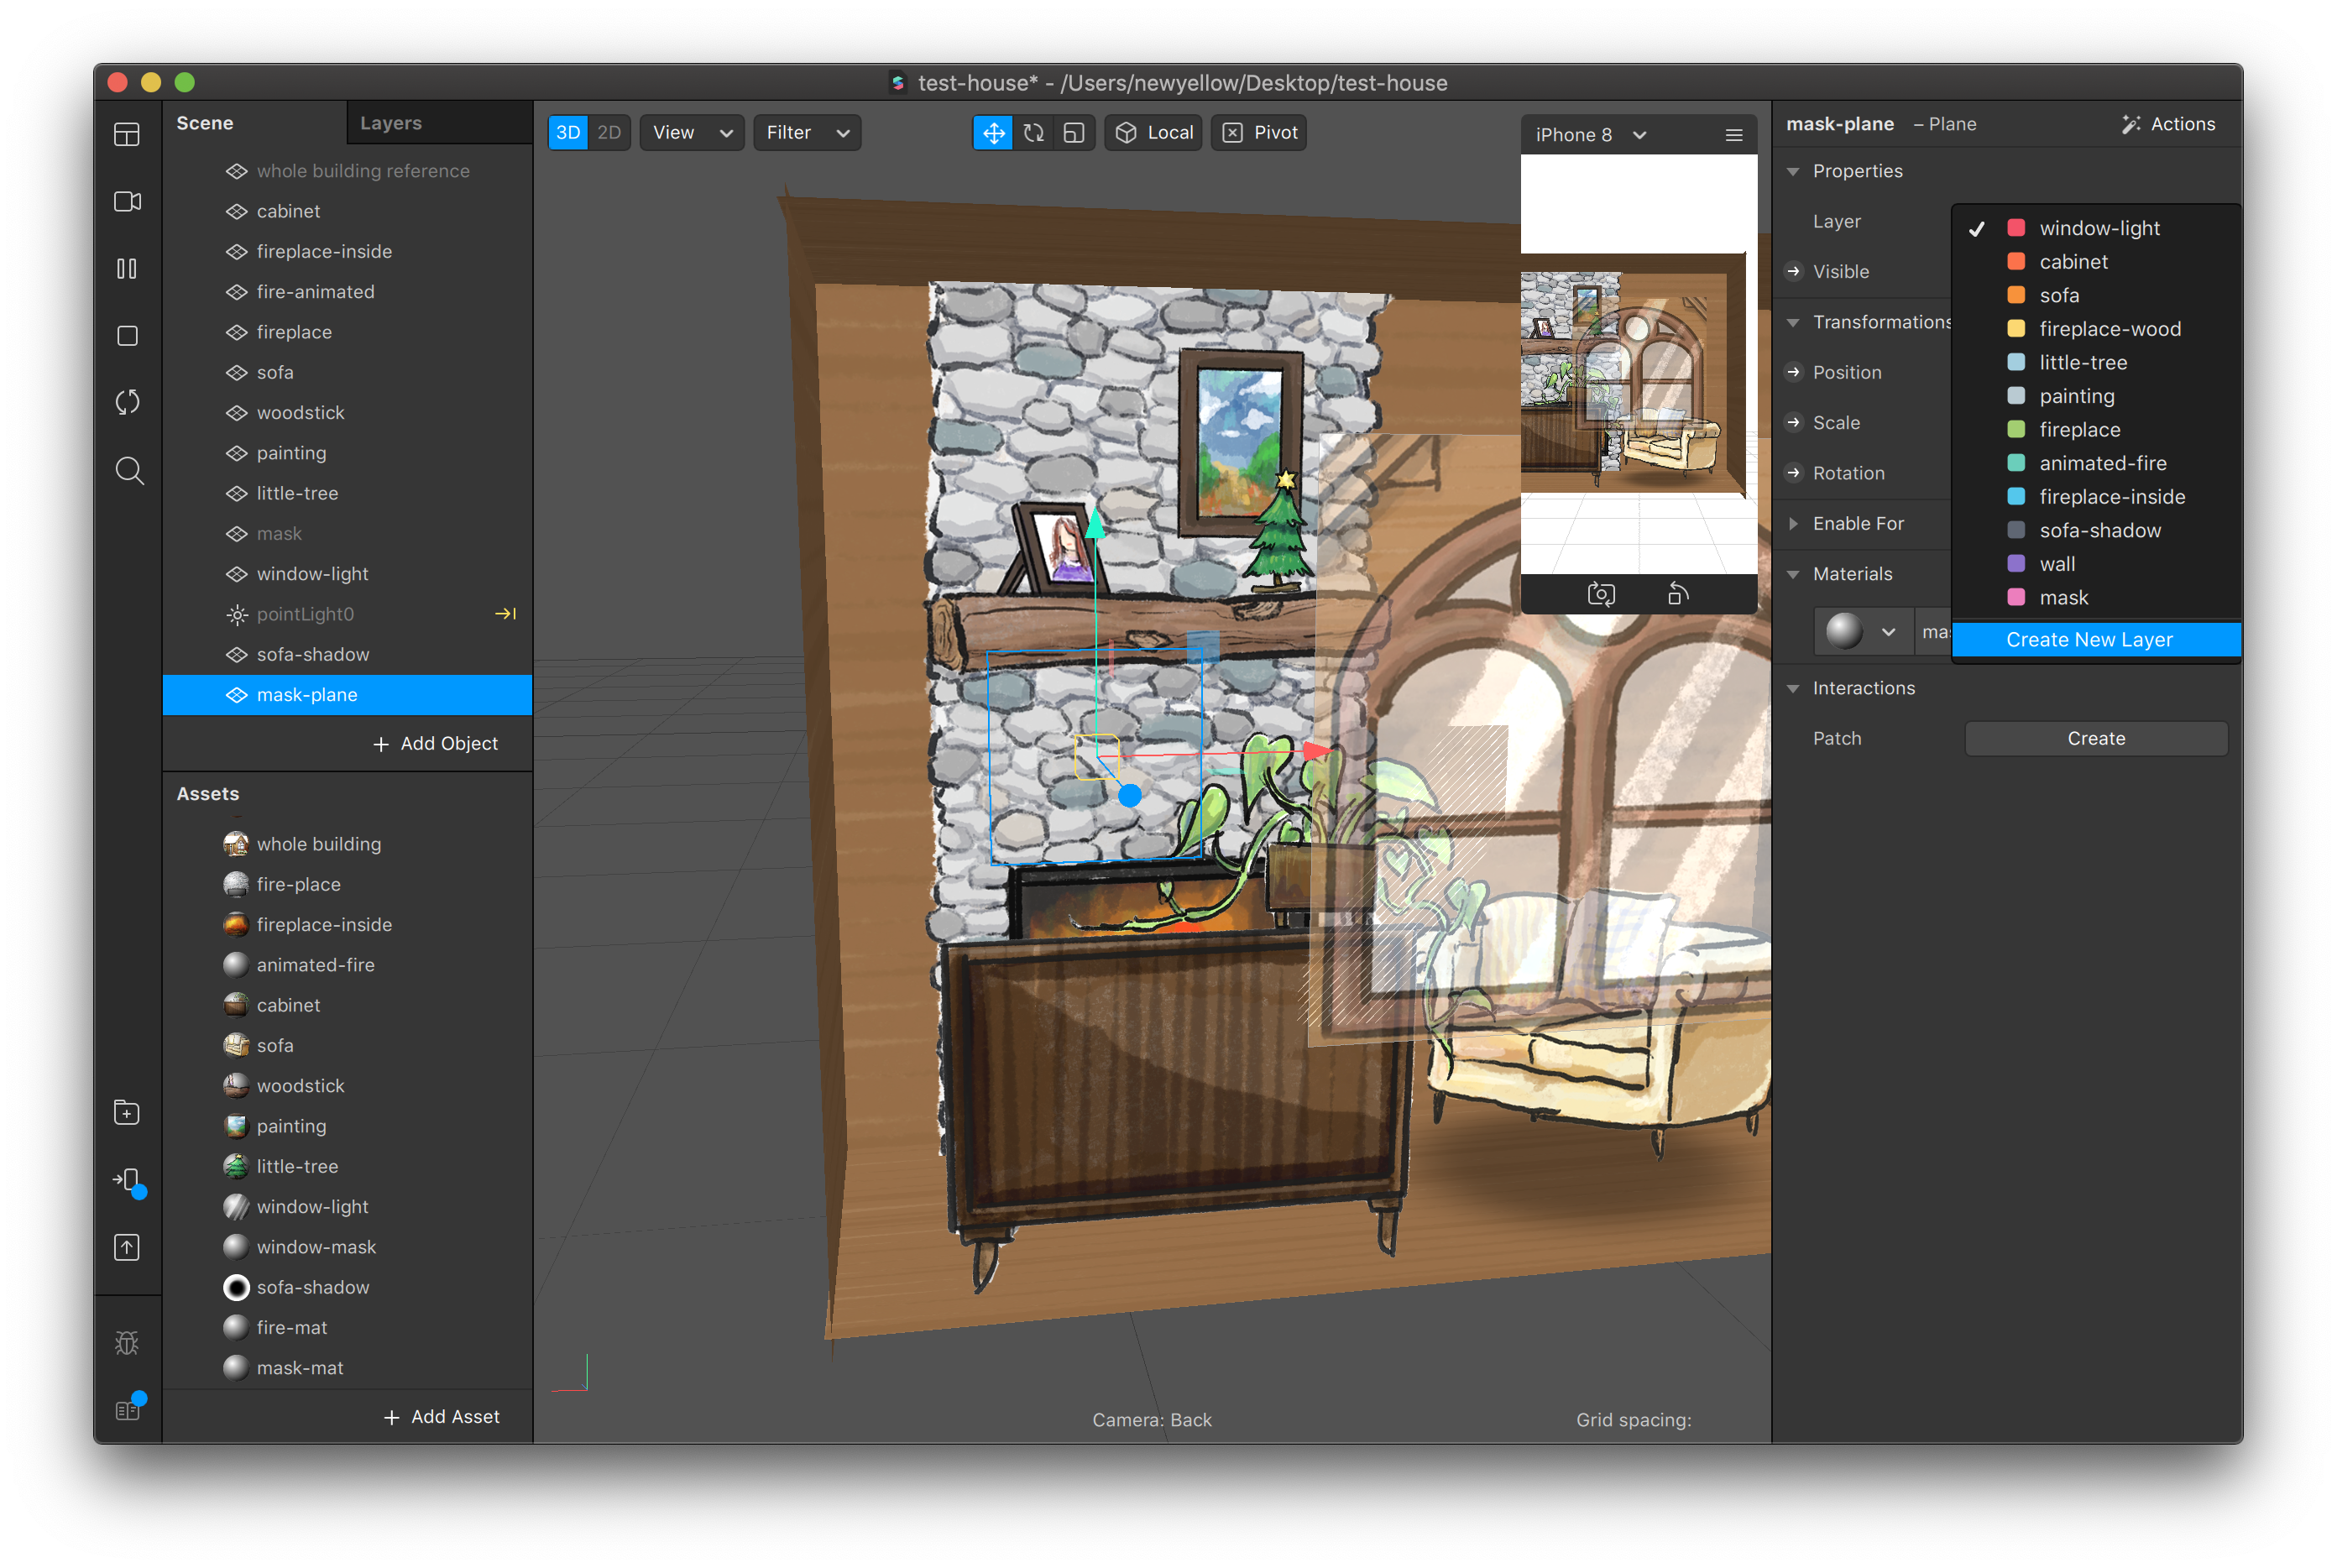 test-house* - /Users/newyellow/Desktop/test-house
Scene
Layers
whole building reference
cabinet
fireplace-inside
fire-animated
fireplace
sofa
woodstick
painting
little-tree
mask
window-light
pointLight0
sofa-shadow
mask-plane
+ Add Object
Assets
whole building
fire-place
fireplace-inside
animated-fire
cabinet
sofa
woodstick
painting
little-tree
window-light
window-mask
sofa-shadow
fire-mat
mask-mat
+ Add Asset
3D 2D
View
Filter
Local
Pivot
iPhone 8
Camera: Back
Grid spacing:
mask-plane – Plane
Actions
Properties
Layer
Visible
Transformations
Position
Scale
Rotation
Enable For
Materials
mas
Interactions
Patch
Create
window-light
cabinet
sofa
fireplace-wood
little-tree
painting
fireplace
animated-fire
fireplace-inside
sofa-shadow
wall
mask
Create New Layer